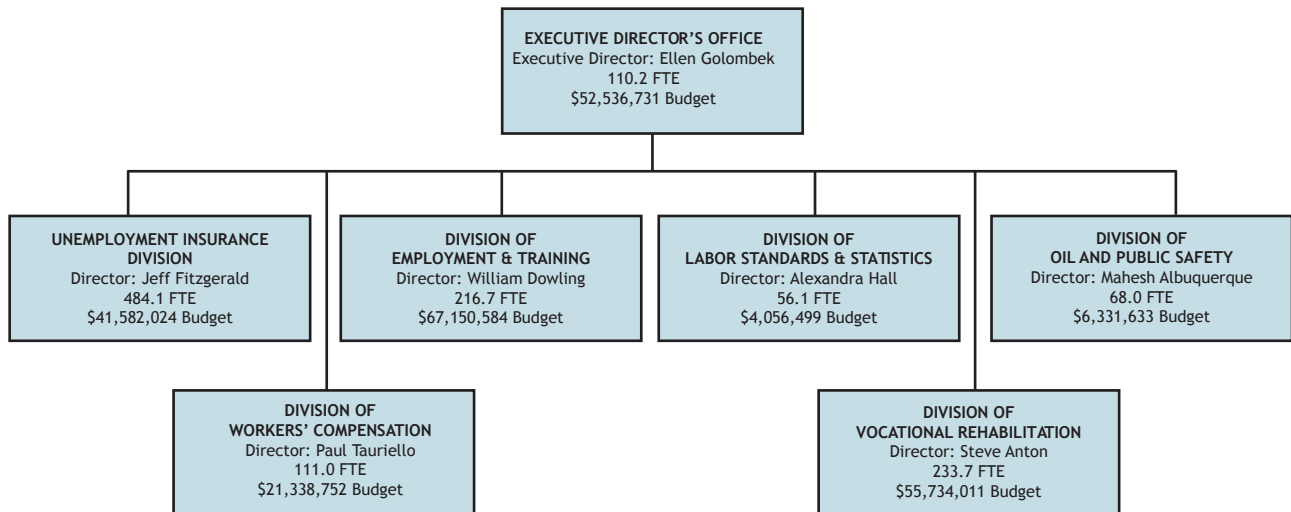 EXECUTIVE DIRECTOR’S OFFICE
Executive Director: Ellen Golombek
110.2 FTE
$52,536,731 Budget
UNEMPLOYMENT INSURANCE
DIVISION
Director: Jeff Fitzgerald
484.1 FTE
$41,582,024 Budget
DIVISION OF
EMPLOYMENT & TRAINING
Director: William Dowling
216.7 FTE
$67,150,584 Budget
DIVISION OF
LABOR STANDARDS & STATISTICS
Director: Alexandra Hall
56.1 FTE
$4,056,499 Budget
DIVISION OF
OIL AND PUBLIC SAFETY
Director: Mahesh Albuquerque
68.0 FTE
$6,331,633 Budget
DIVISION OF
WORKERS’ COMPENSATION
Director: Paul Tauriello
111.0 FTE
$21,338,752 Budget
DIVISION OF
VOCATIONAL REHABILITATION
Director: Steve Anton
233.7 FTE
$55,734,011 Budget